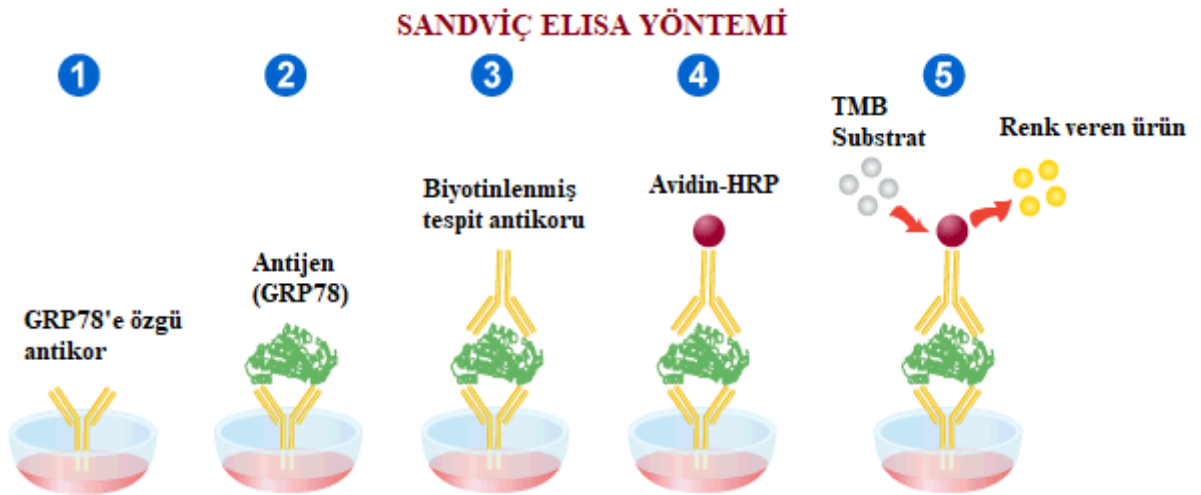 SANDVİÇ ELISA YÖNTEMİ
1
2
3
4
5
GRP78'e özgü
antikor
Antijen
(GRP78)
Biyotinlenmiş
tespit antikoru
Avidin-HRP
TMB
Substrat
Renk veren ürün